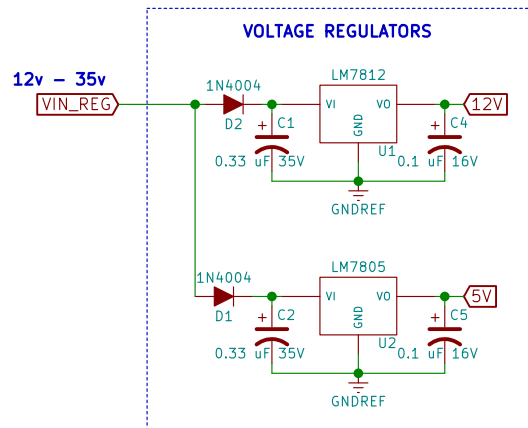 VOLTAGE REGULATORS
12v - 35v
VIN_REG
1N4004
D2
+ C1
0.33 uF 35V
LM7812
VI VO
GND
U1
+ C4
0.1 uF 16V
12V
GNDREF
1N4004
D1
+ C2
0.33 uF 35V
LM7805
VI VO
GND
U2
+ C5
0.1 uF 16V
5V
GNDREF